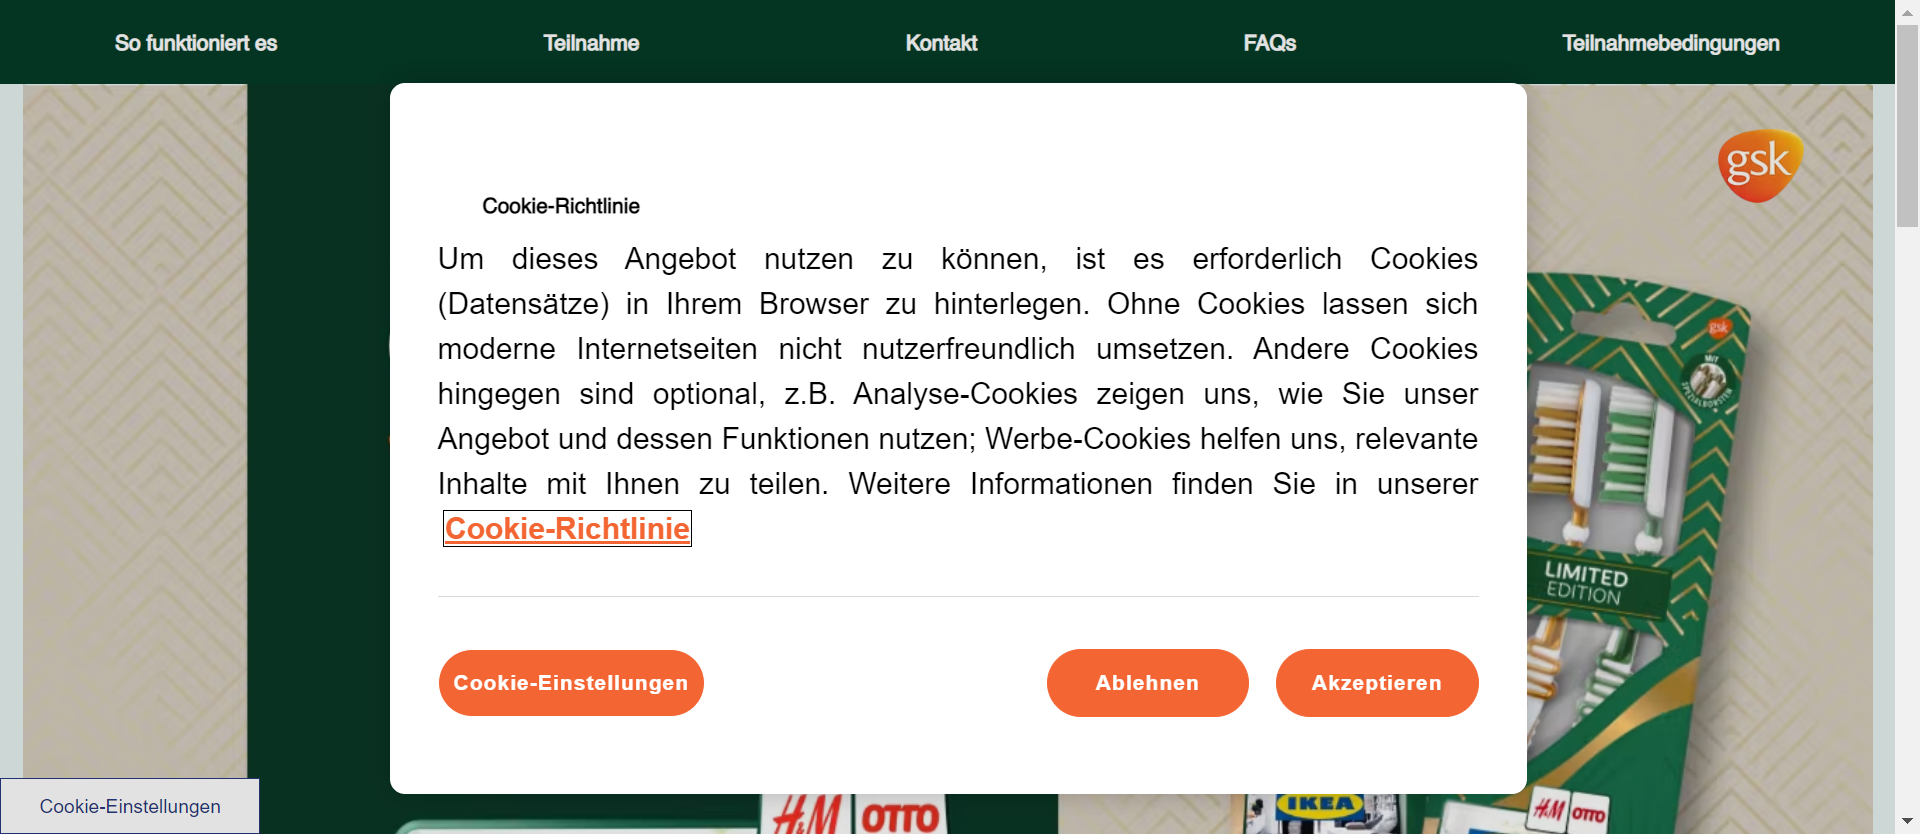 So funktioniert es
Teilnahme
Kontakt
FAQs
Teilnahmebedingungen
gsk
Cookie-Richtlinie
Um dieses Angebot nutzen zu können, ist es erforderlich Cookies
(Datensätze) in Ihrem Browser zu hinterlegen. Ohne Cookies lassen sich
moderne Internetseiten nicht nutzerfreundlich umsetzen. Andere Cookies
hingegen sind optional, z.B. Analyse-Cookies zeigen uns, wie Sie unser
Angebot und dessen Funktionen nutzen; Werbe-Cookies helfen uns, relevante
Inhalte mit Ihnen zu teilen. Weitere Informationen finden Sie in unserer
Cookie-Richtlinie
Cookie-Einstellungen
Ablehnen
Akzeptieren
gsk
MIT
SPEZIALBORSTEN
LIMITED
EDITION
Cookie-Einstellungen
H&M
OTTO
IKEA
H&M
OTTO